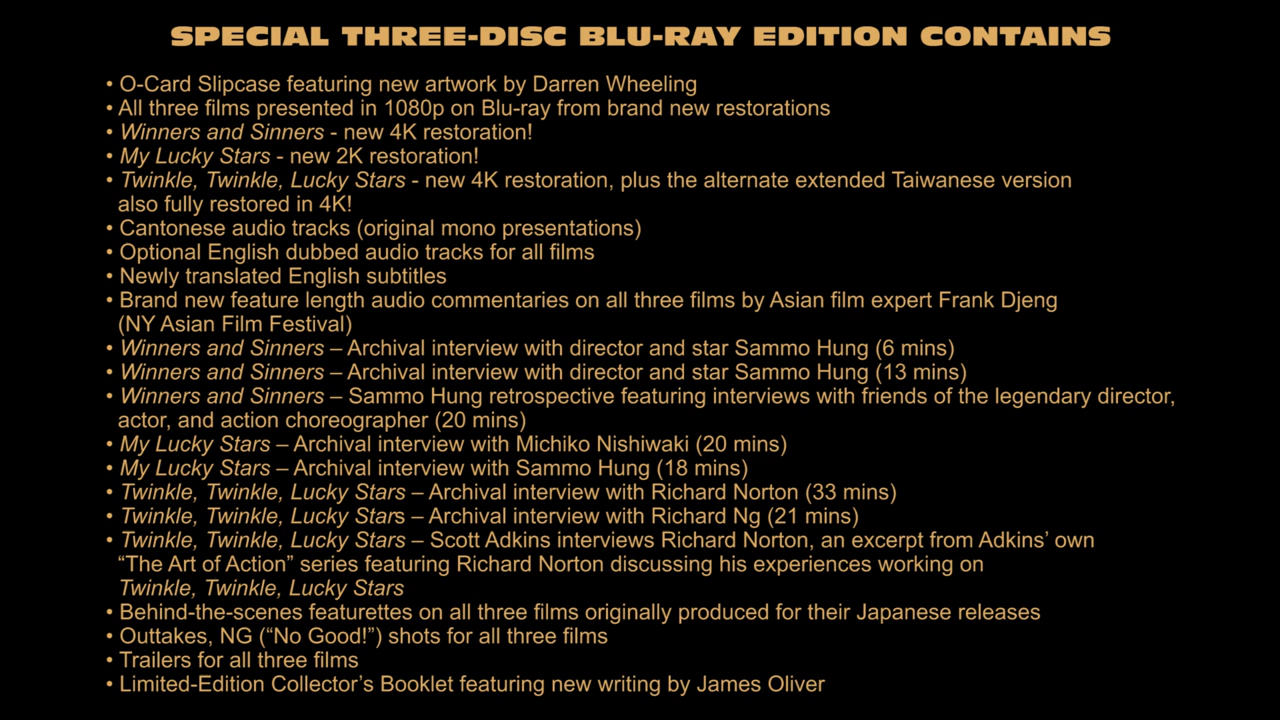 SPECIAL THREE-DISC BLU-RAY EDITION CONTAINS
• O-Card Slipcase featuring new artwork by Darren Wheeling
• All three films presented in 1080p on Blu-ray from brand new restorations
• Winners and Sinners - new 4K restoration!
• My Lucky Stars - new 2K restoration!
• Twinkle, Twinkle, Lucky Stars - new 4K restoration, plus the alternate extended Taiwanese version
also fully restored in 4K!
• Cantonese audio tracks (original mono presentations)
• Optional English dubbed audio tracks for all films
• Newly translated English subtitles
• Brand new feature length audio commentaries on all three films by Asian film expert Frank Djeng
(NY Asian Film Festival)
• Winners and Sinners – Archival interview with director and star Sammo Hung (6 mins)
• Winners and Sinners – Archival interview with director and star Sammo Hung (13 mins)
• Winners and Sinners – Sammo Hung retrospective featuring interviews with friends of the legendary director,
actor, and action choreographer (20 mins)
• My Lucky Stars – Archival interview with Michiko Nishiwaki (20 mins)
• My Lucky Stars – Archival interview with Sammo Hung (18 mins)
• Twinkle, Twinkle, Lucky Stars – Archival interview with Richard Norton (33 mins)
• Twinkle, Twinkle, Lucky Stars – Archival interview with Richard Ng (21 mins)
• Twinkle, Twinkle, Lucky Stars – Scott Adkins interviews Richard Norton, an excerpt from Adkins’ own
“The Art of Action” series featuring Richard Norton discussing his experiences working on
Twinkle, Twinkle, Lucky Stars
• Behind-the-scenes featurettes on all three films originally produced for their Japanese releases
• Outtakes, NG (“No Good!”) shots for all three films
• Trailers for all three films
• Limited-Edition Collector’s Booklet featuring new writing by James Oliver